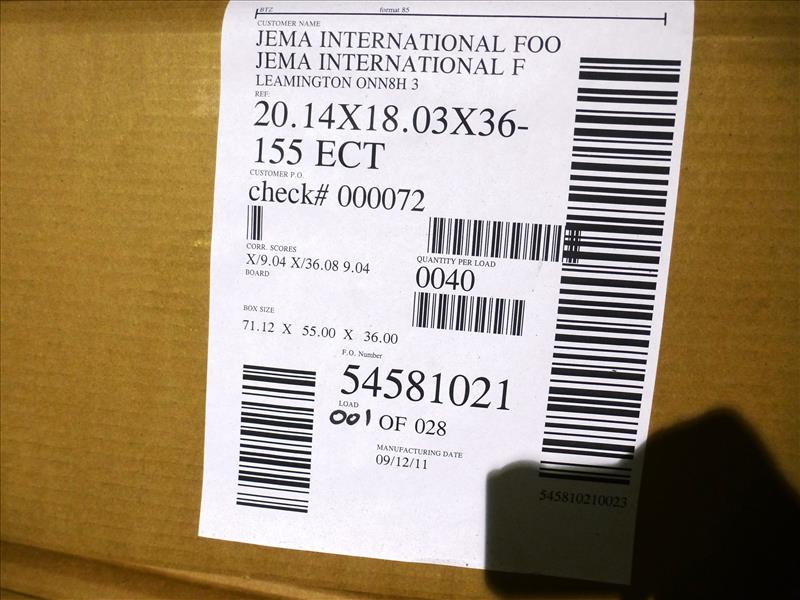 BTZ format 85
CUSTOMER NAME
JEMA INTERNATIONAL FOO
JEMA INTERNATIONAL F
LEAMINGTON ONN8H 3
REF:
20.14X18.03X36-
155 ECT
CUSTOMER P.O.
check# 000072
CORR. SCORES
X/9.04 X/36.08 9.04
BOARD
QUANTITY PER LOAD
0040
BOX SIZE
71.12 X 55.00 X 36.00
F.O. Number
54581021
LOAD
001 OF 028
MANUFACTURING DATE
09/12/11
545810210023